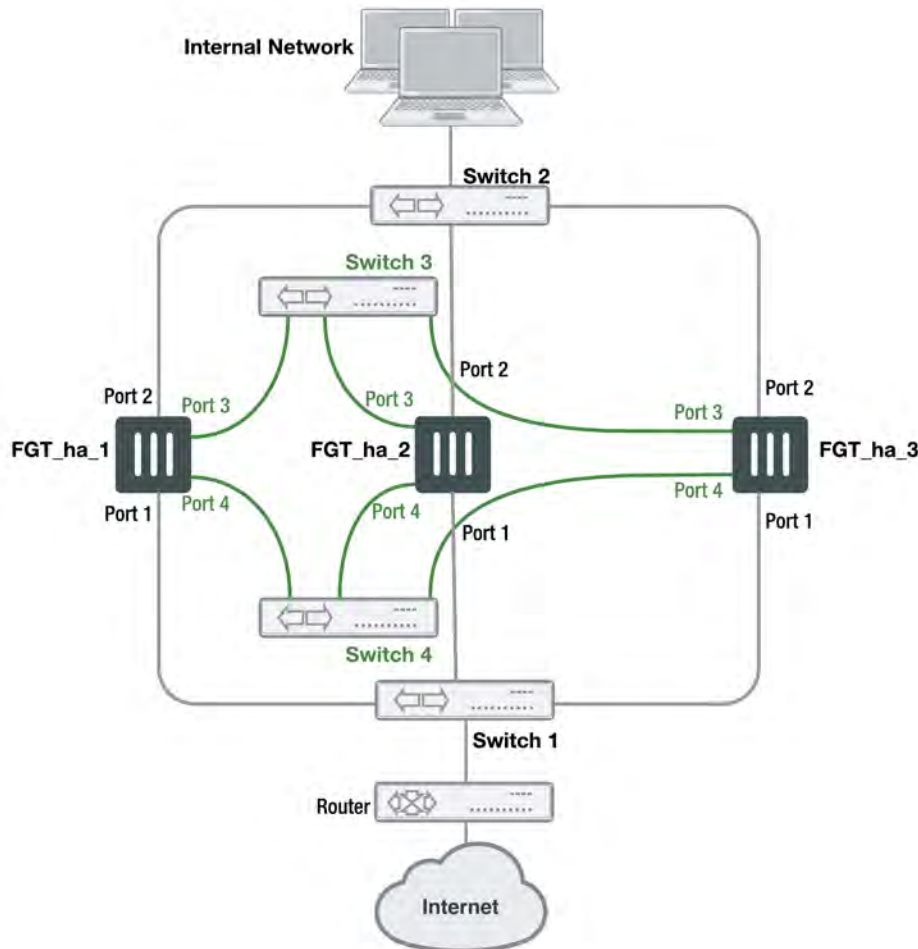 Internal Network
Switch 2
Switch 3
Port 2
Port 3
Port 2
Port 3
Port 3
Port 2
FGT_ha_1
FGT_ha_2
FGT_ha_3
Port 1
Port 4
Port 4
Port 1
Port 4
Port 1
Switch 4
Switch 1
Router
Internet